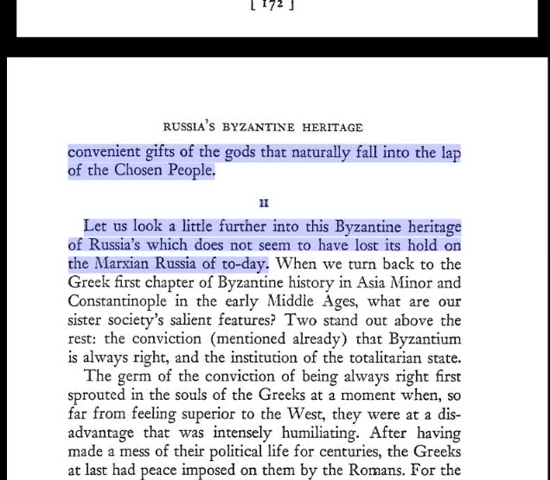 [ 172 ]
RUSSIA'S BYZANTINE HERITAGE
convenient gifts of the gods that naturally fall into the lap
of the Chosen People.
II
Let us look a little further into this Byzantine heritage
of Russia's which does not seem to have lost its hold on
the Marxian Russia of to-day. When we turn back to the
Greek first chapter of Byzantine history in Asia Minor and
Constantinople in the early Middle Ages, what are our
sister society's salient features? Two stand out above the
rest: the conviction (mentioned already) that Byzantium
is always right, and the institution of the totalitarian state.
The germ of the conviction of being always right first
sprouted in the souls of the Greeks at a moment when, so
far from feeling superior to the West, they were at a dis-
advantage that was intensely humiliating. After having
made a mess of their political life for centuries, the Greeks
at last had peace imposed on them by the Romans. For the